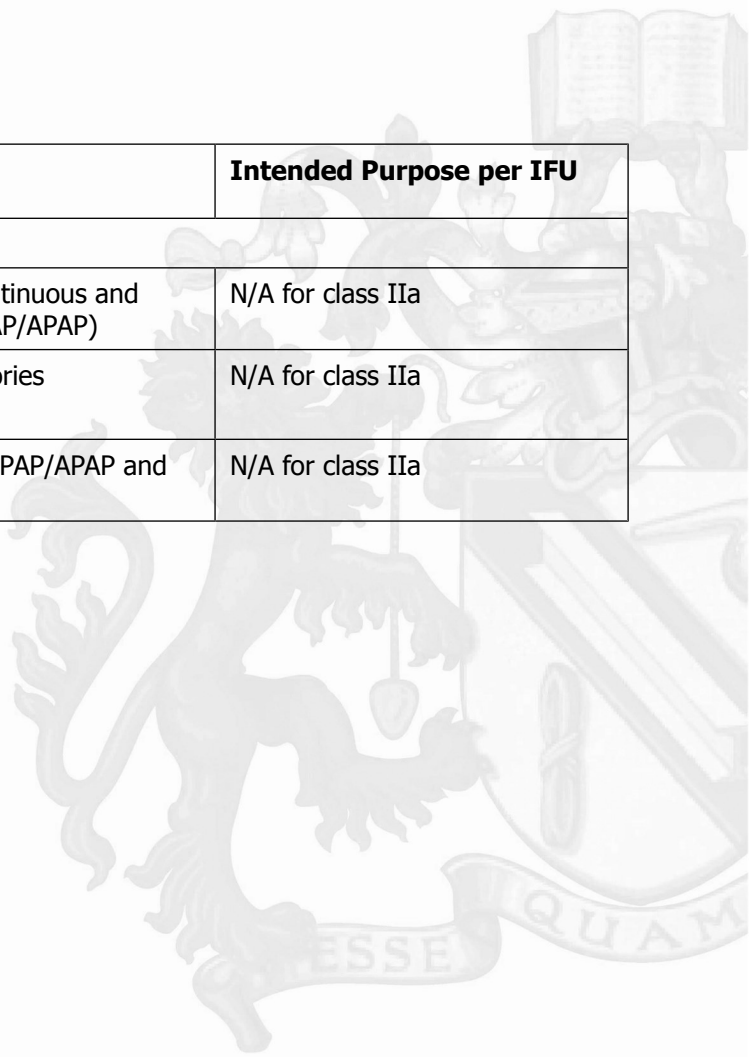 Intended Purpose per IFU
tinuous and
N/A for class IIa
AP/APAP)
ories
N/A for class IIa
PAP/APAP and
N/A for class IIa
ESSE
QUAM